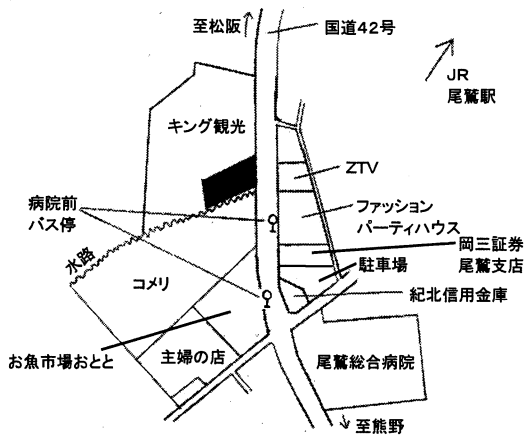 至松阪
国道42号
JR
尾鷲駅
キング観光
ZTV
病院前
バス停
ファッション
パーティハウス
岡三証券
尾鷲支店
水路
コメリ
駐車場
紀北信用金庫
お魚市場おとと
主婦の店
尾鷲総合病院
至熊野